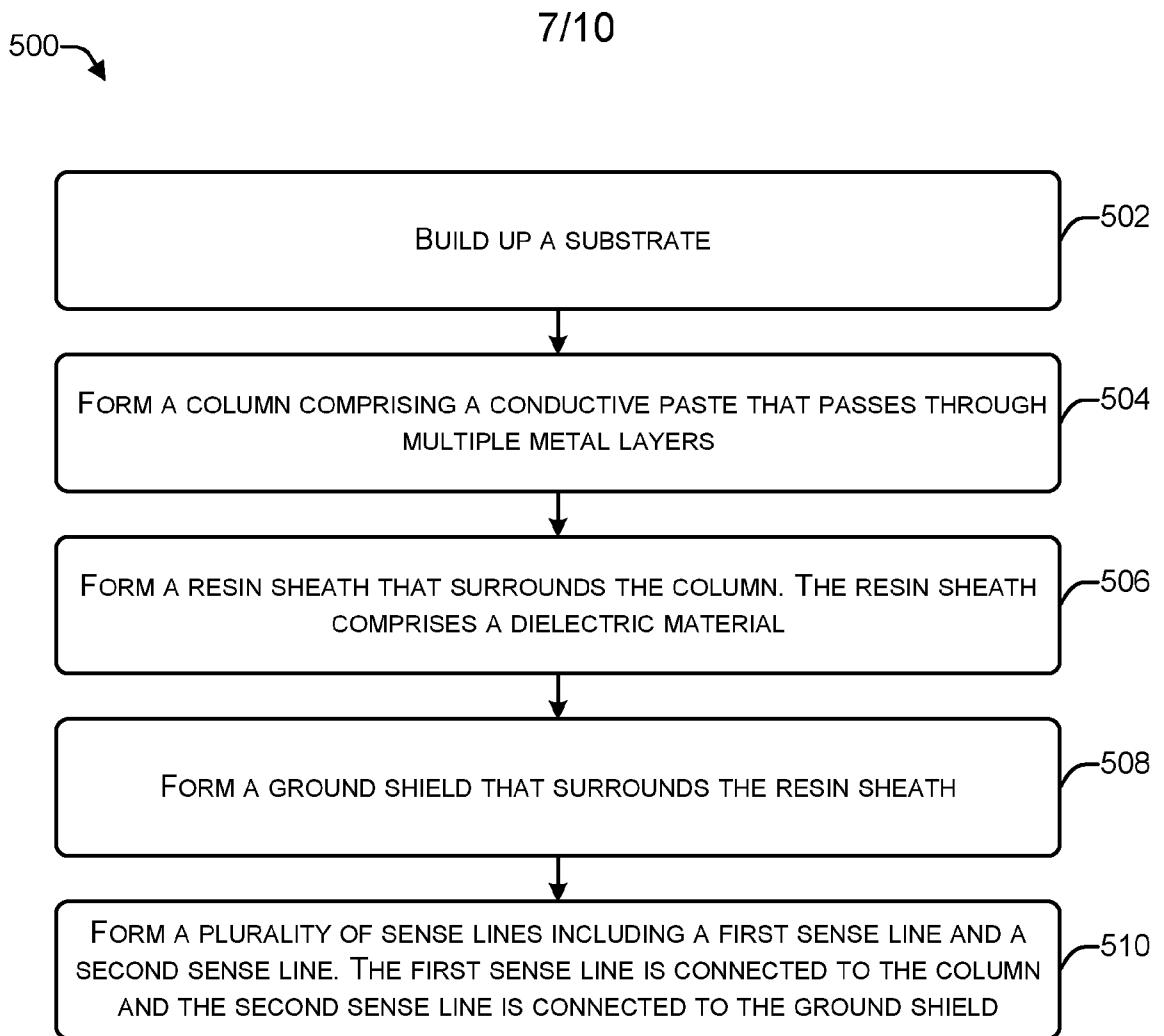 7/10
500
BUILD UP A SUBSTRATE
502
FORM A COLUMN COMPRISING A CONDUCTIVE PASTE THAT PASSES THROUGH
MULTIPLE METAL LAYERS
504
FORM A RESIN SHEATH THAT SURROUNDS THE COLUMN. THE RESIN SHEATH
COMPRISES A DIELECTRIC MATERIAL
506
FORM A GROUND SHIELD THAT SURROUNDS THE RESIN SHEATH
508
FORM A PLURALITY OF SENSE LINES INCLUDING A FIRST SENSE LINE AND A
SECOND SENSE LINE. THE FIRST SENSE LINE IS CONNECTED TO THE COLUMN
AND THE SECOND SENSE LINE IS CONNECTED TO THE GROUND SHIELD
510